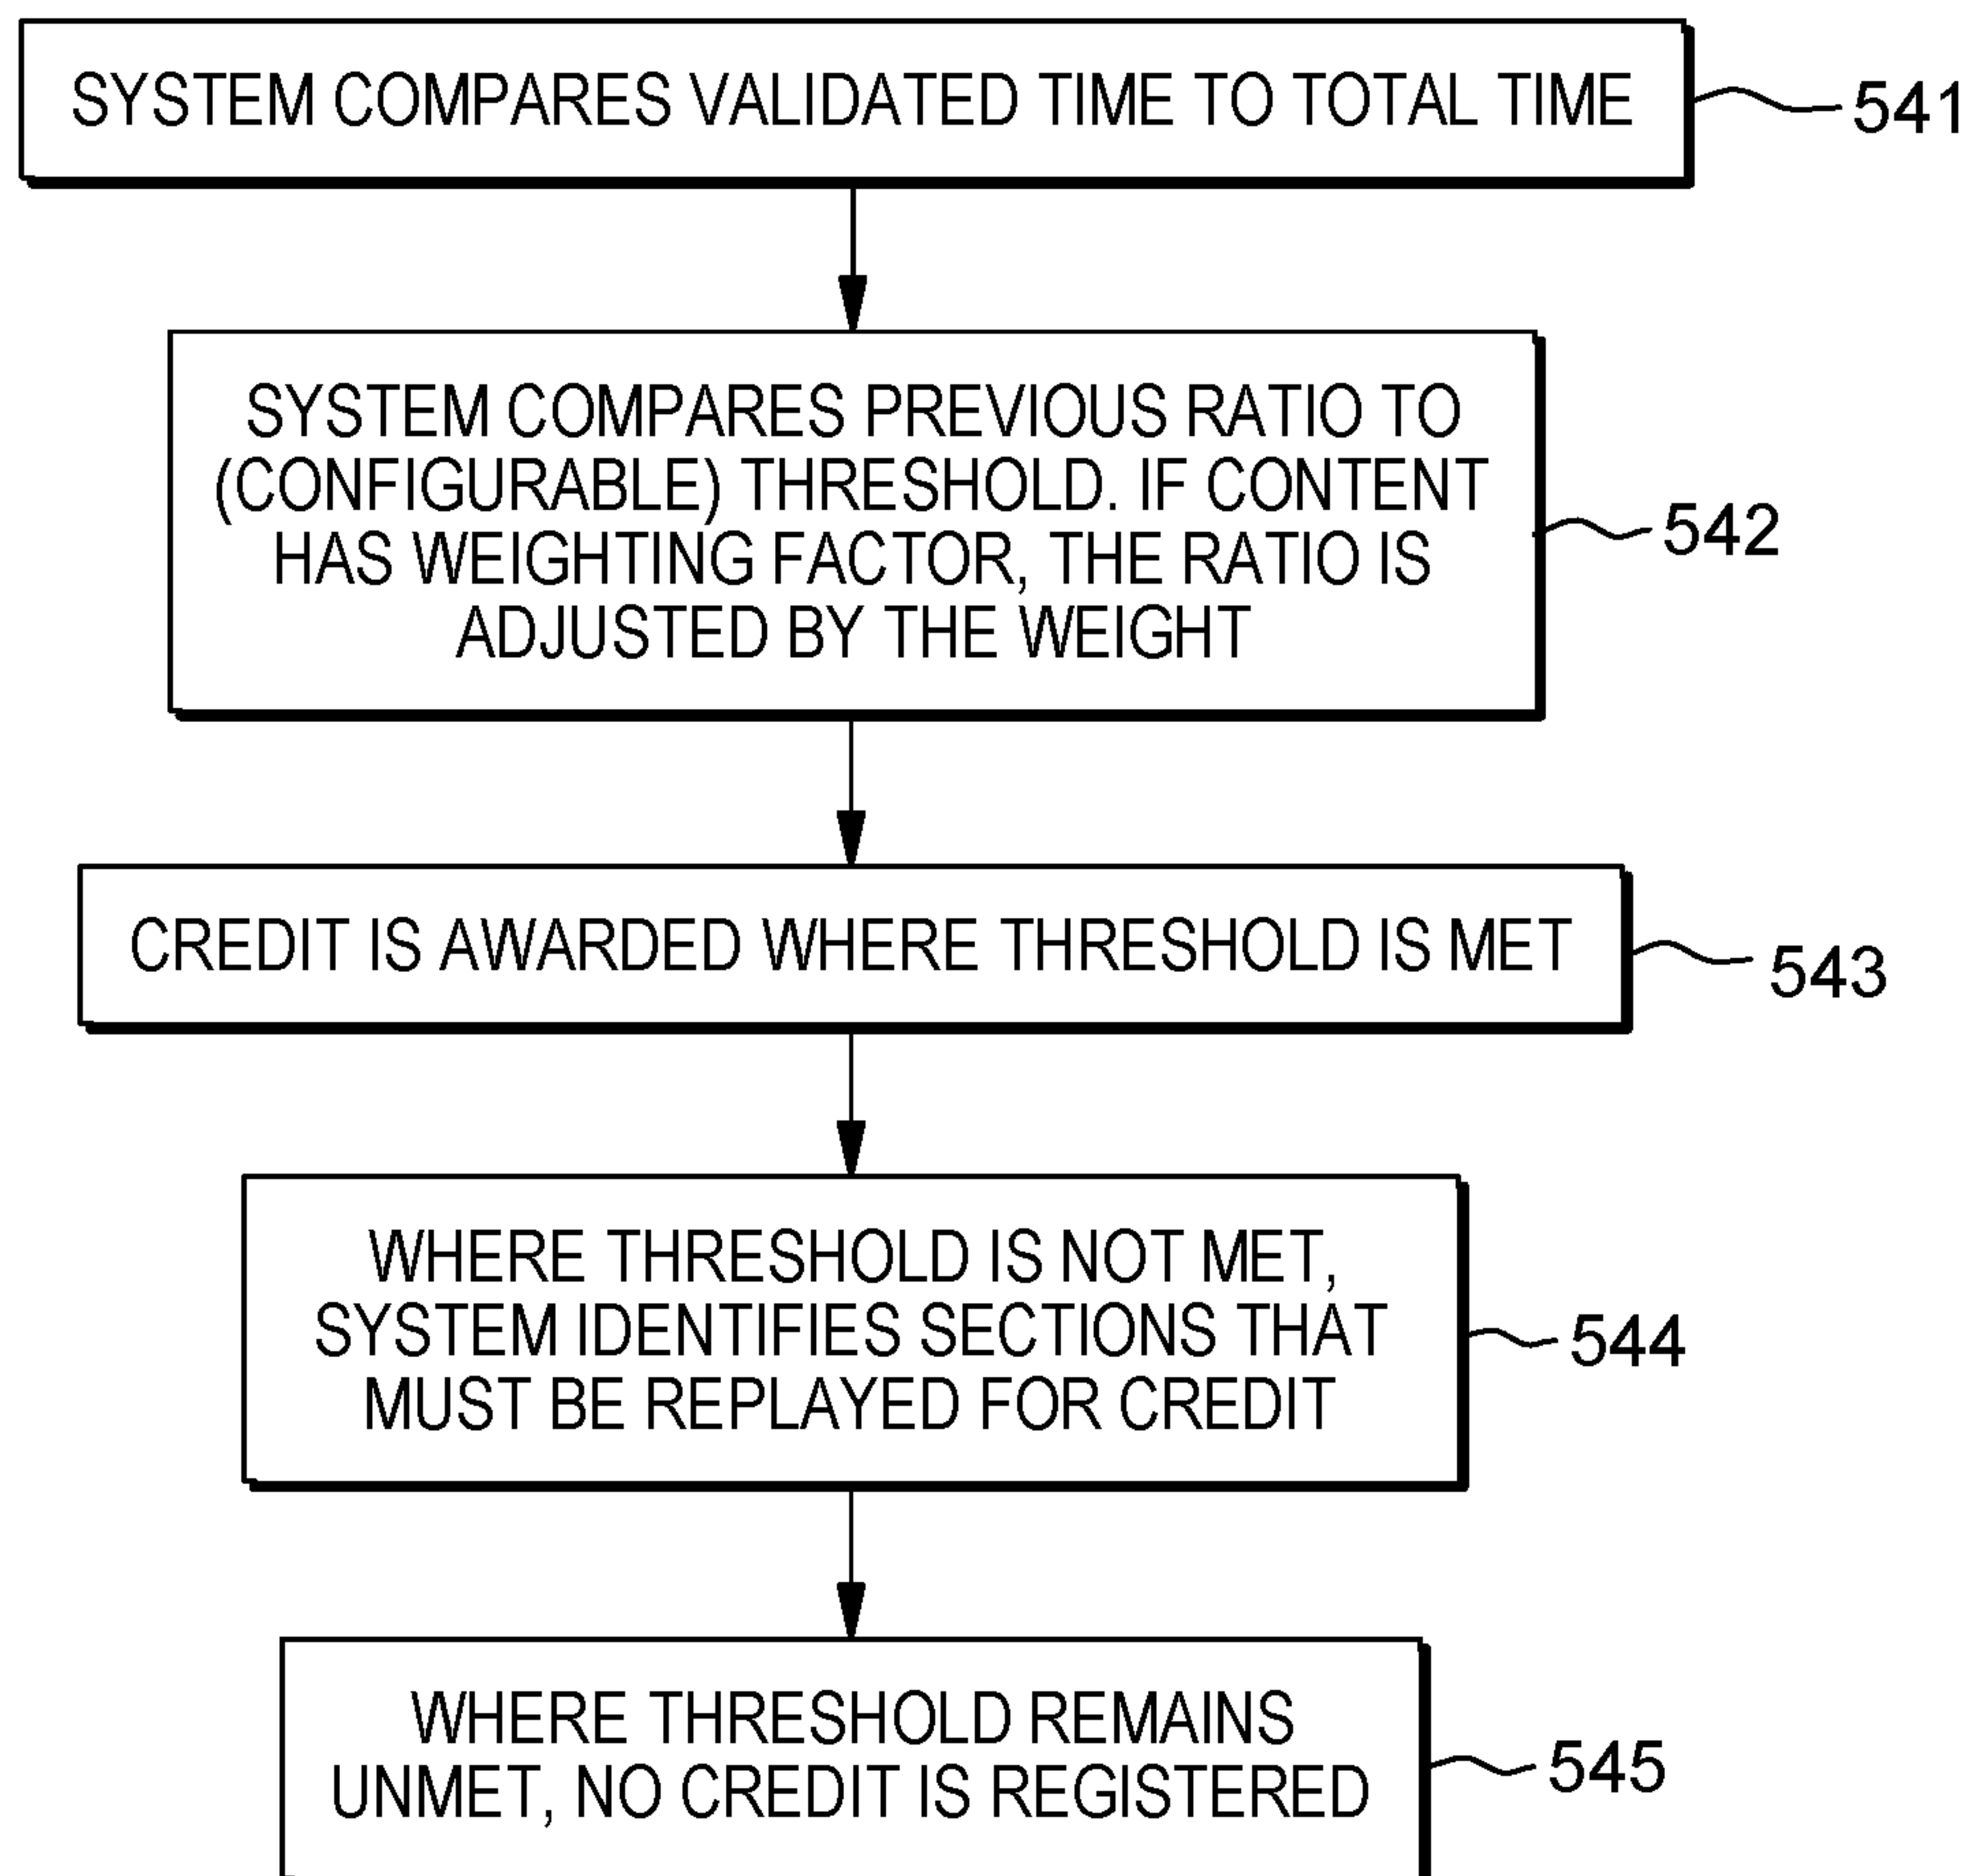 SYSTEM COMPARES VALIDATED TIME TO TOTAL TIME
541
SYSTEM COMPARES PREVIOUS RATIO TO
(CONFIGURABLE) THRESHOLD. IF CONTENT
HAS WEIGHTING FACTOR, THE RATIO IS
ADJUSTED BY THE WEIGHT
542
CREDIT IS AWARDED WHERE THRESHOLD IS MET
543
WHERE THRESHOLD IS NOT MET,
SYSTEM IDENTIFIES SECTIONS THAT
MUST BE REPLAYED FOR CREDIT
544
WHERE THRESHOLD REMAINS
UNMET, NO CREDIT IS REGISTERED
545